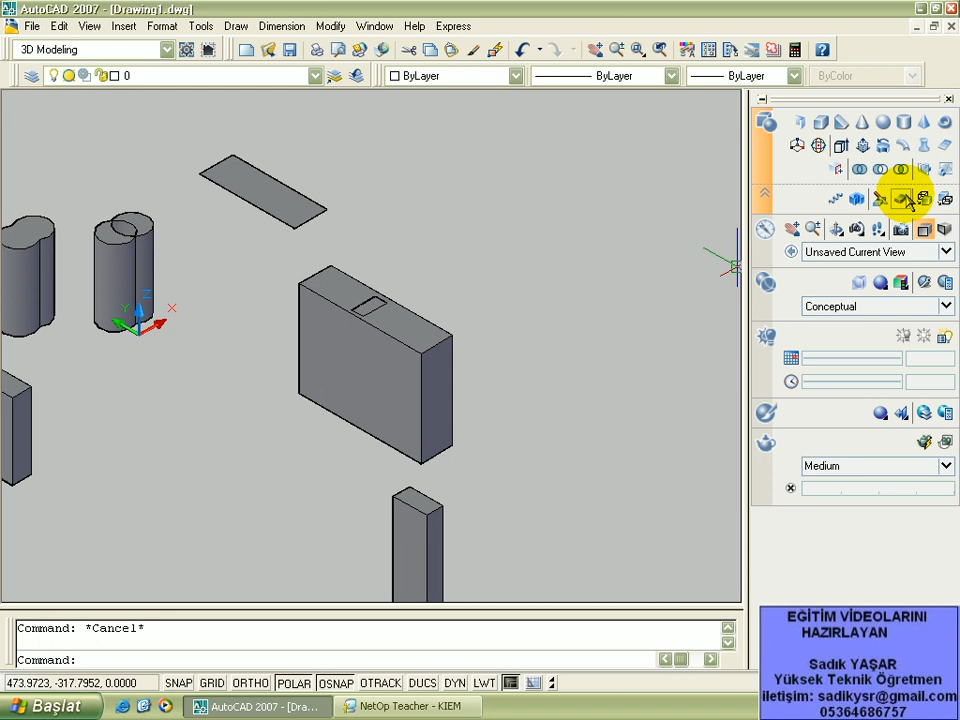 AutoCAD 2007 - [Drawing1.dwg]
File Edit View Insert Format Tools Draw Dimension Modify Window Help Express
3D Modeling
0 ByLayer ByLayer ByLayer ByColor
Z
Y X
Unsaved Current View
Conceptual
Medium
Command: *Cancel*
Command:
473.9723, -317.7952, 0.0000 SNAP GRID ORTHO POLAR OSNAP OTRACK DUCS DYN LWT
Başlat AutoCAD 2007 - [Dra... NetOp Teacher - KIEM
EĞİTİM VİDEOLARINI
HAZIRLAYAN
Sadık YAŞAR
Yüksek Teknik Öğretmen
iletişim: sadikysr@gmail.com
05364686757